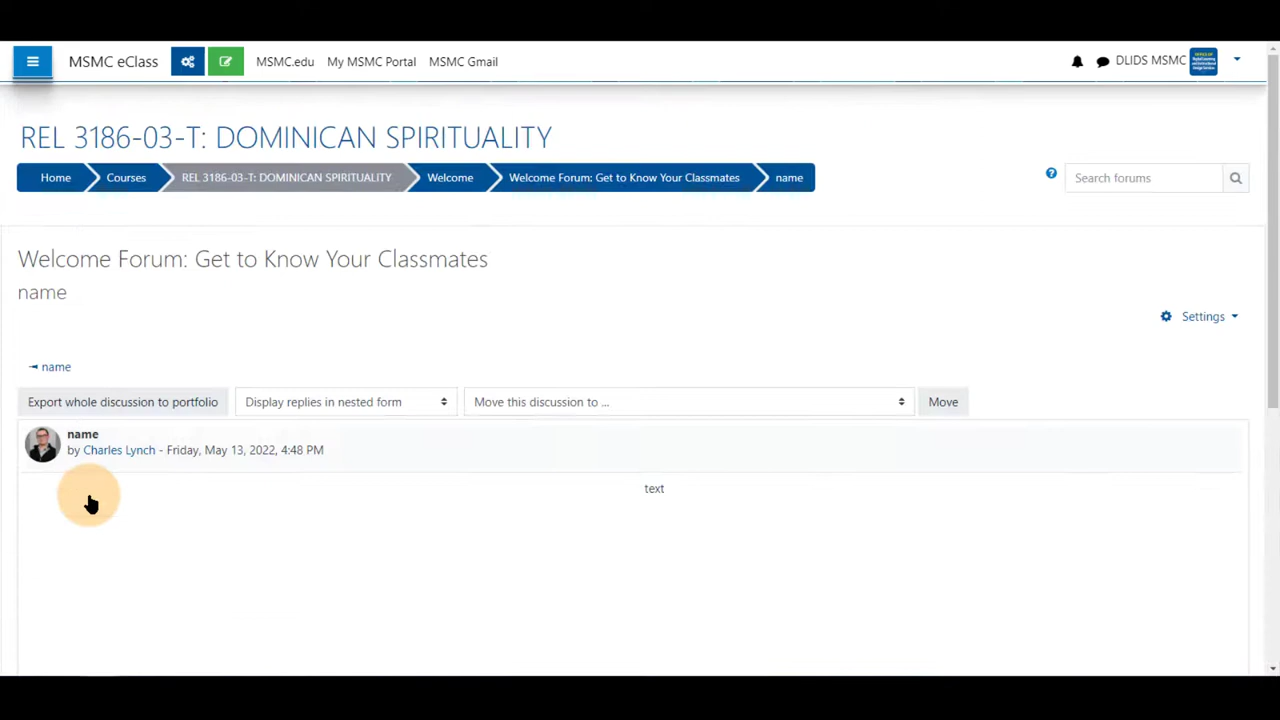 MSMC eClass
MSMC.edu
My MSMC Portal
MSMC Gmail
DLIDS MSMC
REL 3186-03-T: DOMINICAN SPIRITUALITY
Home
Courses
REL 3186-03-T: DOMINICAN SPIRITUALITY
Welcome
Welcome Forum: Get to Know Your Classmates
name
Search forums
Welcome Forum: Get to Know Your Classmates
name
Settings
name
Export whole discussion to portfolio
Display replies in nested form
Move this discussion to ...
Move
name
by Charles Lynch - Friday, May 13, 2022, 4:48 PM
text